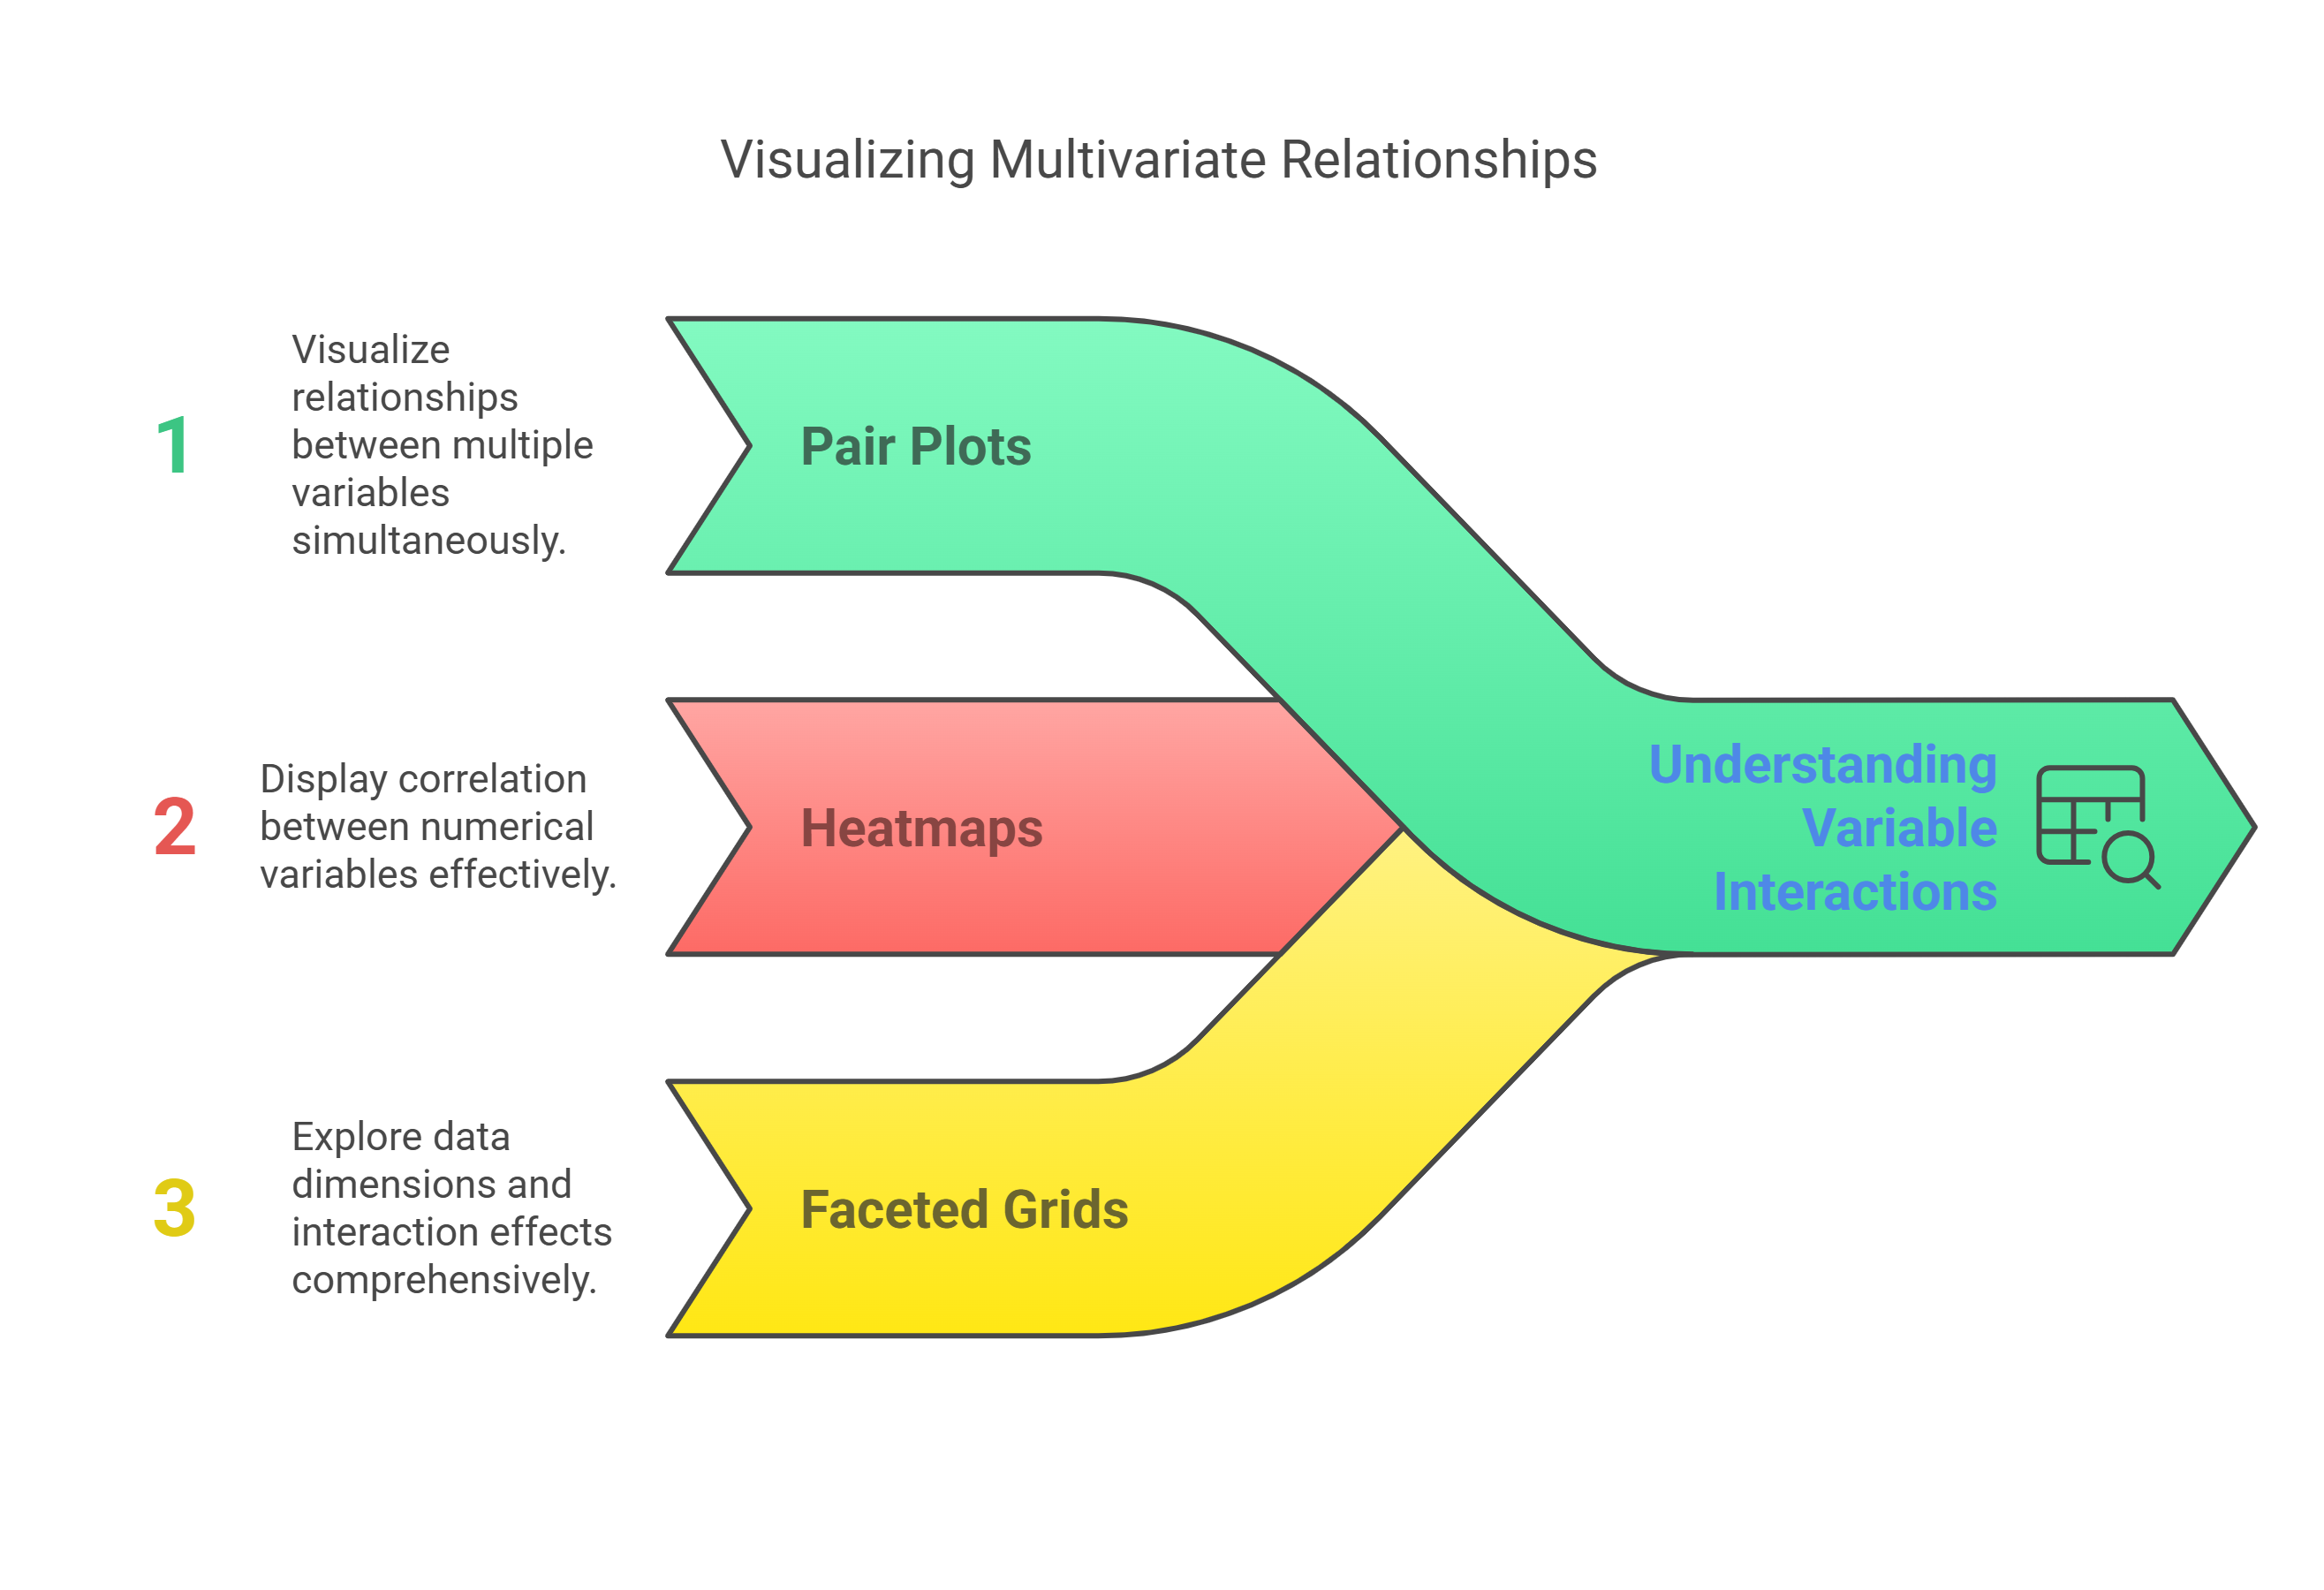 Visualizing Multivariate Relationships
1
Visualize
relationships
between multiple
variables
simultaneously.
Pair Plots
2
Display correlation
between numerical
variables effectively.
Heatmaps
Understanding
Variable
Interactions
3
Explore data
dimensions and
interaction effects
comprehensively.
Faceted Grids